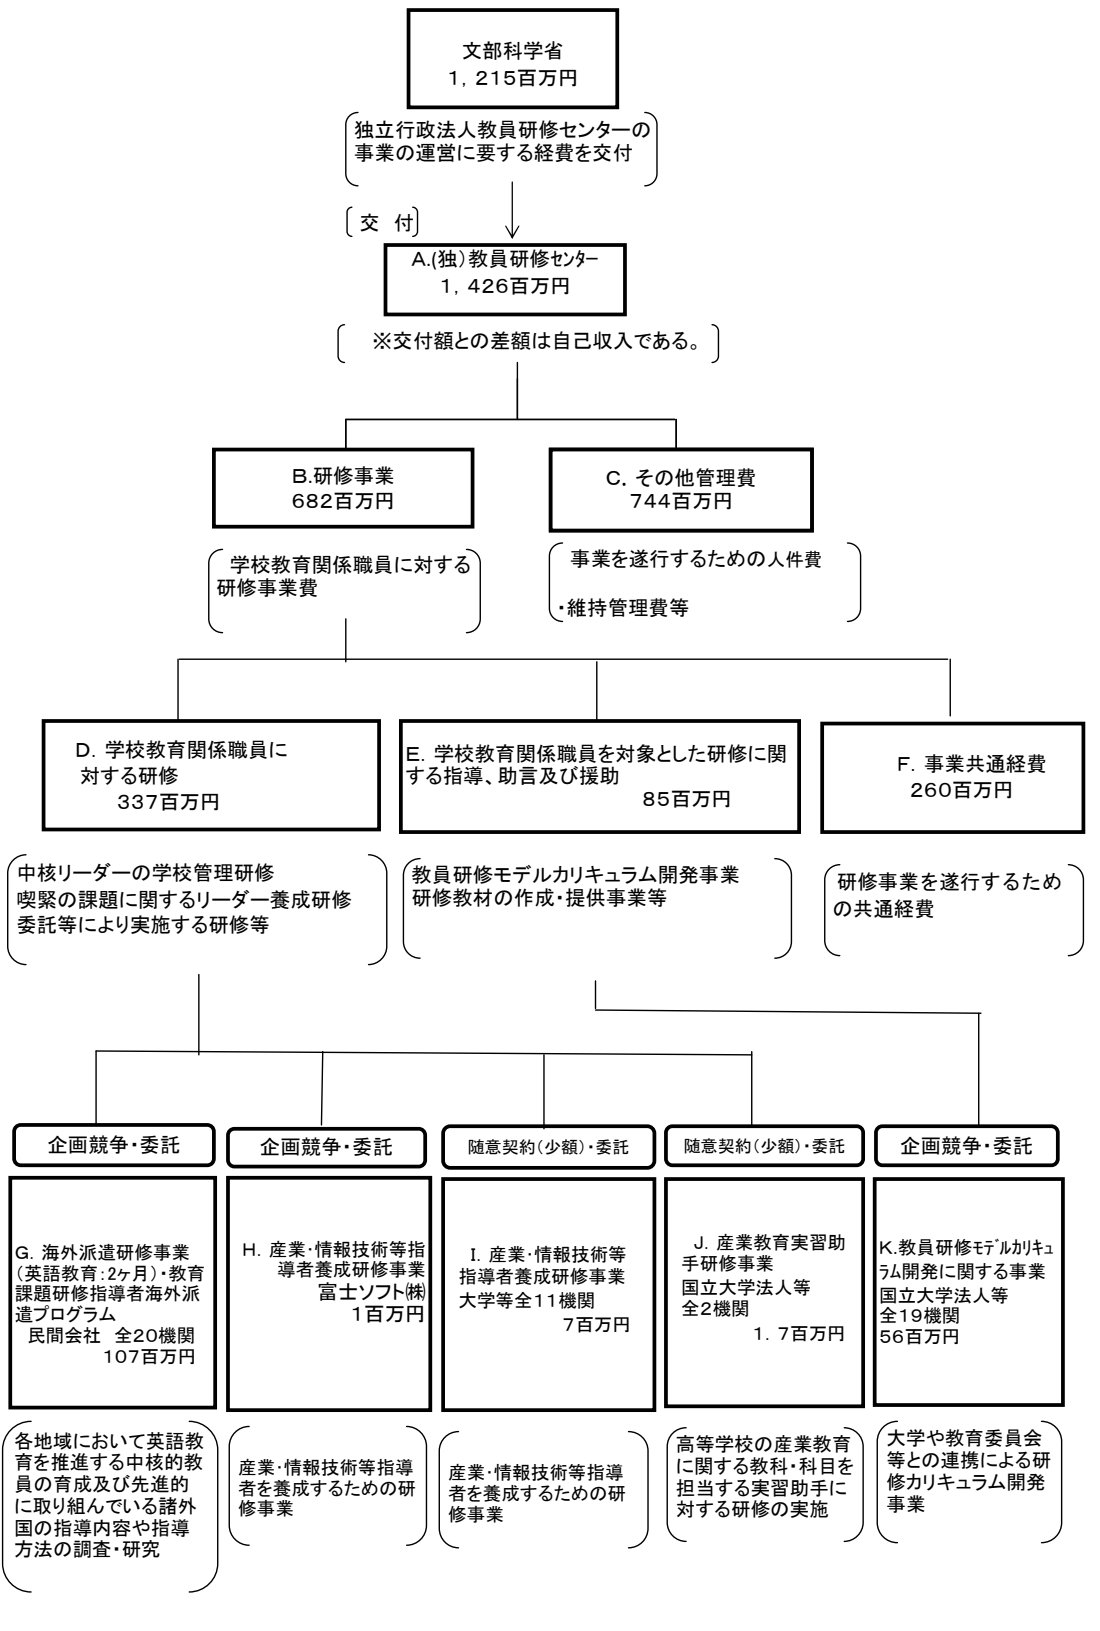 文部科学省
1，215百万円
独立行政法人教員研修センターの
事業の運営に要する経費を交付
交　付
A.(独）教員研修ｾﾝﾀｰ
1，426百万円
※交付額との差額は自己収入である。
B.研修事業
682百万円
C．その他管理費
744百万円
学校教育関係職員に対する
研修事業費
事業を遂行するための人件費
・維持管理費等
D．学校教育関係職員に
対する研修
337百万円
E．学校教育関係職員を対象とした研修に関
する指導、助言及び援助
85百万円
F．事業共通経費
260百万円
中核リーダーの学校管理研修
喫緊の課題に関するリーダー養成研修
委託等により実施する研修等
教員研修モデルカリキュラム開発事業
研修教材の作成・提供事業等
研修事業を遂行するため
の共通経費
企画競争・委託
企画競争・委託
随意契約（少額）・委託
随意契約（少額）・委託
企画競争・委託
G．海外派遣研修事業
（英語教育：2ヶ月）・教育
課題研修指導者海外派
遣プログラム
民間会社　全20機関
107百万円
H．産業・情報技術等指
導者養成研修事業
富士ソフト㈱
1百万円
I．産業・情報技術等
指導者養成研修事業
大学等全11機関
7百万円
J．産業教育実習助
手研修事業
国立大学法人等
全2機関
1．7百万円
K.教員研修ﾓﾃﾞﾙｶﾘｷｭ
ﾗﾑ開発に関する事業
国立大学法人等
全19機関
56百万円
各地域において英語教
育を推進する中核的教
員の育成及び先進的
に取り組んでいる諸外
国の指導内容や指導
方法の調査・研究
産業・情報技術等指導
者を養成するための研
修事業
産業・情報技術等指導
者を養成するための研
修事業
高等学校の産業教育
に関する教科・科目を
担当する実習助手に
対する研修の実施
大学や教育委員会
等との連携による研
修カリキュラム開発
事業